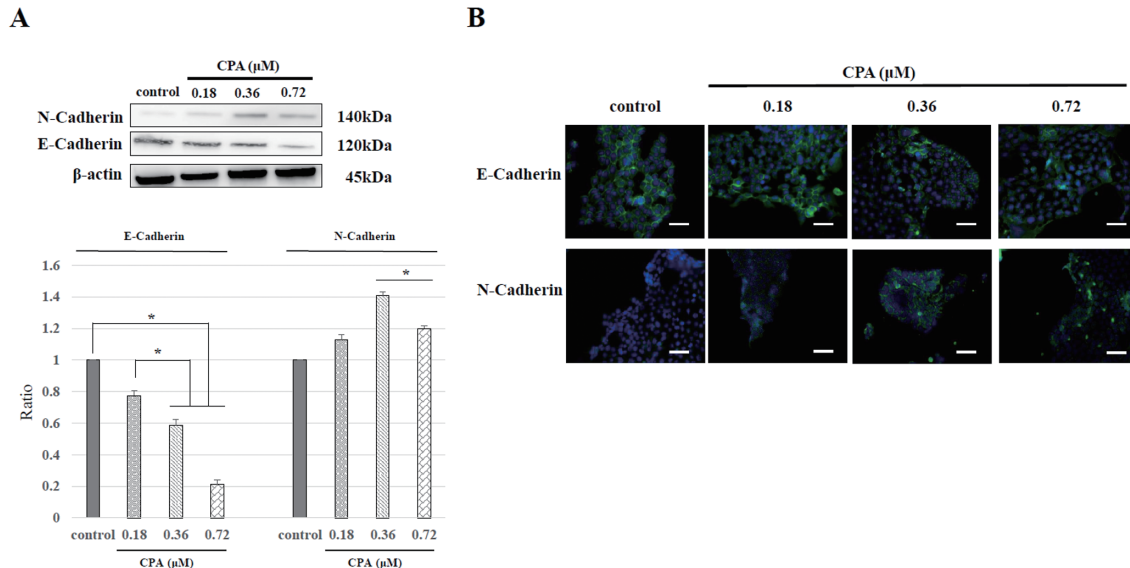 A
CPA (μM)
control 0.18 0.36 0.72
N-Cadherin 140kDa
E-Cadherin 120kDa
β-actin 45kDa
E-Cadherin N-Cadherin
1.6
1.4
1.2
1
0.8
0.6
0.4
0.2
0
Ratio
*
*
*
control 0.18 0.36 0.72 control 0.18 0.36 0.72
CPA (μM) CPA (μM)
B
CPA (μM)
control 0.18 0.36 0.72
E-Cadherin
N-Cadherin